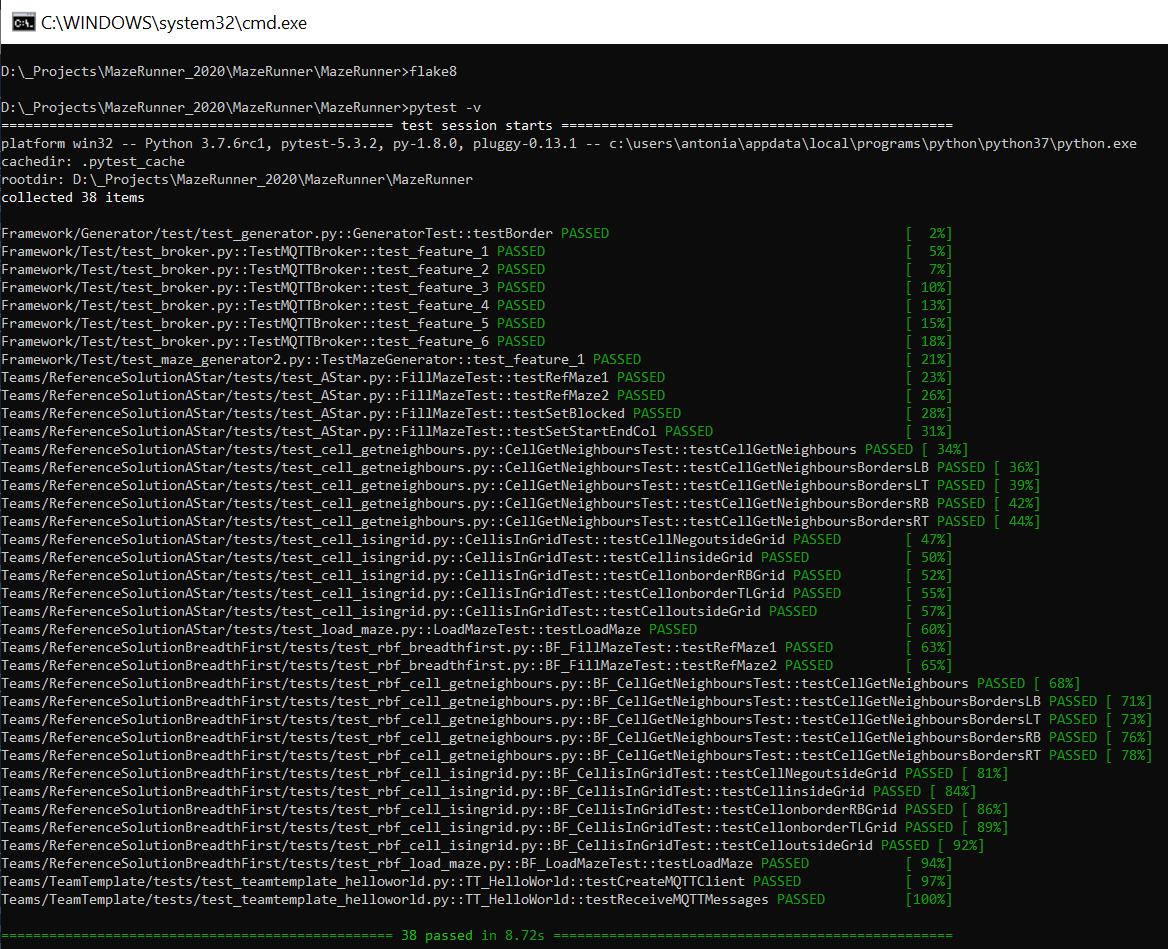 C:\WINDOWS\system32\cmd.exe
D:\_Projects\MazeRunner_2020\MazeRunner\MazeRunner>flake8
D:\_Projects\MazeRunner_2020\MazeRunner\MazeRunner>pytest -v
================================================= test session starts =================================================
platform win32 -- Python 3.7.6rc1, pytest-5.3.2, py-1.8.0, pluggy-0.13.1 -- c:\users\antonia\appdata\local\programs\python\python37\python.exe
cachedir: .pytest_cache
rootdir: D:\_Projects\MazeRunner_2020\MazeRunner\MazeRunner
collected 38 items
Framework/Generator/test/test_generator.py::GeneratorTest::testBorder PASSED [  2%]
Framework/Test/test_broker.py::TestMQTTBroker::test_feature_1 PASSED [  5%]
Framework/Test/test_broker.py::TestMQTTBroker::test_feature_2 PASSED [  7%]
Framework/Test/test_broker.py::TestMQTTBroker::test_feature_3 PASSED [ 10%]
Framework/Test/test_broker.py::TestMQTTBroker::test_feature_4 PASSED [ 13%]
Framework/Test/test_broker.py::TestMQTTBroker::test_feature_5 PASSED [ 15%]
Framework/Test/test_broker.py::TestMQTTBroker::test_feature_6 PASSED [ 18%]
Framework/Test/test_maze_generator2.py::TestMazeGenerator::test_feature_1 PASSED [ 21%]
Teams/ReferenceSolutionAStar/tests/test_AStar.py::FillMazeTest::testRefMaze1 PASSED [ 23%]
Teams/ReferenceSolutionAStar/tests/test_AStar.py::FillMazeTest::testRefMaze2 PASSED [ 26%]
Teams/ReferenceSolutionAStar/tests/test_AStar.py::FillMazeTest::testSetBlocked PASSED [ 28%]
Teams/ReferenceSolutionAStar/tests/test_AStar.py::FillMazeTest::testSetStartEndCol PASSED [ 31%]
Teams/ReferenceSolutionAStar/tests/test_cell_getneighbours.py::CellGetNeighboursTest::testCellGetNeighbours PASSED [ 34%]
Teams/ReferenceSolutionAStar/tests/test_cell_getneighbours.py::CellGetNeighboursTest::testCellGetNeighboursBordersLB PASSED [ 36%]
Teams/ReferenceSolutionAStar/tests/test_cell_getneighbours.py::CellGetNeighboursTest::testCellGetNeighboursBordersLT PASSED [ 39%]
Teams/ReferenceSolutionAStar/tests/test_cell_getneighbours.py::CellGetNeighboursTest::testCellGetNeighboursBordersRB PASSED [ 42%]
Teams/ReferenceSolutionAStar/tests/test_cell_getneighbours.py::CellGetNeighboursTest::testCellGetNeighboursBordersRT PASSED [ 44%]
Teams/ReferenceSolutionAStar/tests/test_cell_isingrid.py::CellisInGridTest::testCellNegoutsideGrid PASSED [ 47%]
Teams/ReferenceSolutionAStar/tests/test_cell_isingrid.py::CellisInGridTest::testCellinsideGrid PASSED [ 50%]
Teams/ReferenceSolutionAStar/tests/test_cell_isingrid.py::CellisInGridTest::testCellonborderRBGrid PASSED [ 52%]
Teams/ReferenceSolutionAStar/tests/test_cell_isingrid.py::CellisInGridTest::testCellonborderTLGrid PASSED [ 55%]
Teams/ReferenceSolutionAStar/tests/test_cell_isingrid.py::CellisInGridTest::testCelloutsideGrid PASSED [ 57%]
Teams/ReferenceSolutionAStar/tests/test_load_maze.py::LoadMazeTest::testLoadMaze PASSED [ 60%]
Teams/ReferenceSolutionBreadthFirst/tests/test_rbf_breadthfirst.py::BF_FillMazeTest::testRefMaze1 PASSED [ 63%]
Teams/ReferenceSolutionBreadthFirst/tests/test_rbf_breadthfirst.py::BF_FillMazeTest::testRefMaze2 PASSED [ 65%]
Teams/ReferenceSolutionBreadthFirst/tests/test_rbf_cell_getneighbours.py::BF_CellGetNeighboursTest::testCellGetNeighbours PASSED [ 68%]
Teams/ReferenceSolutionBreadthFirst/tests/test_rbf_cell_getneighbours.py::BF_CellGetNeighboursTest::testCellGetNeighboursBordersLB PASSED [ 71%]
Teams/ReferenceSolutionBreadthFirst/tests/test_rbf_cell_getneighbours.py::BF_CellGetNeighboursTest::testCellGetNeighboursBordersLT PASSED [ 73%]
Teams/ReferenceSolutionBreadthFirst/tests/test_rbf_cell_getneighbours.py::BF_CellGetNeighboursTest::testCellGetNeighboursBordersRB PASSED [ 76%]
Teams/ReferenceSolutionBreadthFirst/tests/test_rbf_cell_getneighbours.py::BF_CellGetNeighboursTest::testCellGetNeighboursBordersRT PASSED [ 78%]
Teams/ReferenceSolutionBreadthFirst/tests/test_rbf_cell_isingrid.py::BF_CellisInGridTest::testCellNegoutsideGrid PASSED [ 81%]
Teams/ReferenceSolutionBreadthFirst/tests/test_rbf_cell_isingrid.py::BF_CellisInGridTest::testCellinsideGrid PASSED [ 84%]
Teams/ReferenceSolutionBreadthFirst/tests/test_rbf_cell_isingrid.py::BF_CellisInGridTest::testCellonborderRBGrid PASSED [ 86%]
Teams/ReferenceSolutionBreadthFirst/tests/test_rbf_cell_isingrid.py::BF_CellisInGridTest::testCellonborderTLGrid PASSED [ 89%]
Teams/ReferenceSolutionBreadthFirst/tests/test_rbf_cell_isingrid.py::BF_CellisInGridTest::testCelloutsideGrid PASSED [ 92%]
Teams/ReferenceSolutionBreadthFirst/tests/test_rbf_load_maze.py::BF_LoadMazeTest::testLoadMaze PASSED [ 94%]
Teams/TeamTemplate/tests/test_teamtemplate_helloworld.py::TT_HelloWorld::testCreateMQTTClient PASSED [ 97%]
Teams/TeamTemplate/tests/test_teamtemplate_helloworld.py::TT_HelloWorld::testReceiveMQTTMessages PASSED [100%]
================================================= 38 passed in 8.72s ==================================================